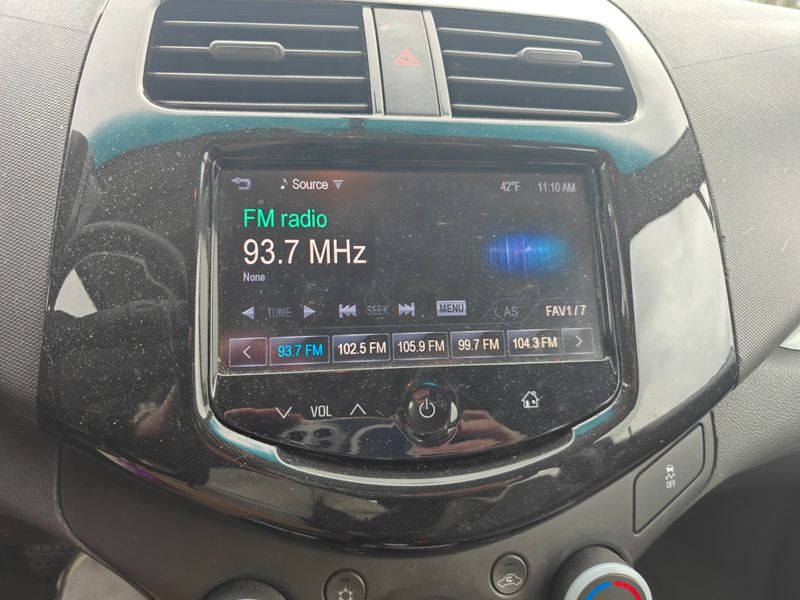 Source 42°F 11:10 AM
FM radio
93.7 MHz
None
TUNE SEEK MENU AS FAV1 / 7
93.7 FM 102.5 FM 105.9 FM 99.7 FM 104.3 FM
VOL
OFF